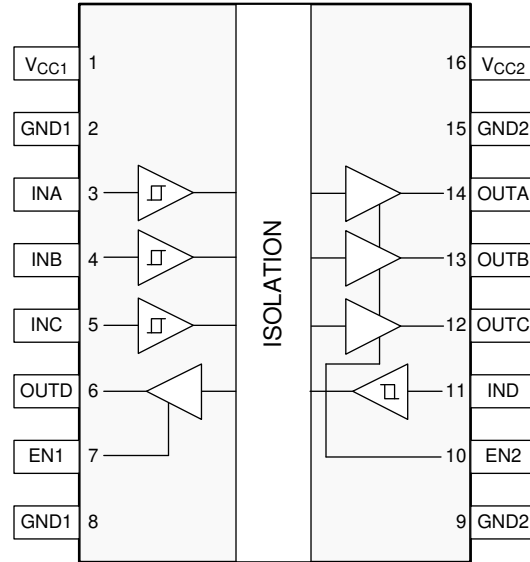 VCC1 1 16 VCC2
GND1 2 15 GND2
INA 3 14 OUTA
INB 4 13 OUTB
INC 5 12 OUTC
OUTD 6 11 IND
EN1 7 10 EN2
GND1 8 9 GND2
ISOLATION